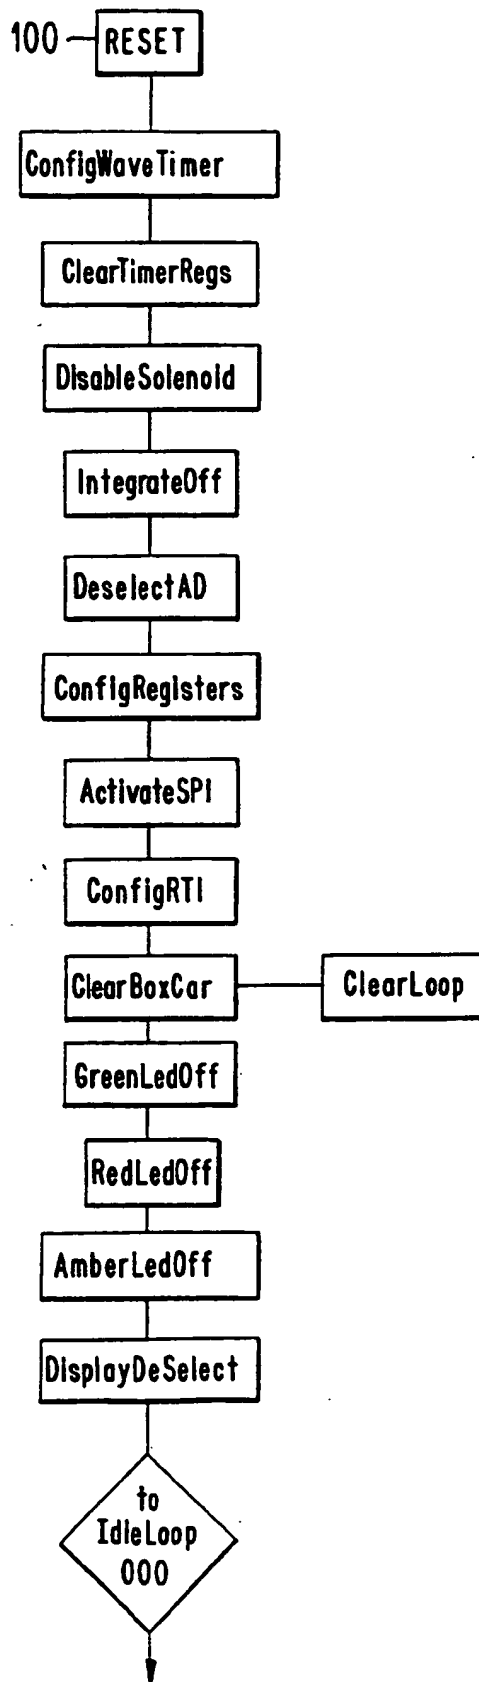 100 RESET
ConfigWaveTimer
ClearTimerRegs
DisableSolenoid
IntegrateOff
DeselectAD
ConfigRegisters
ActivateSPI
ConfigRTI
ClearBoxCar ClearLoop
GreenLedOff
RedLedOff
AmberLedOff
DisplayDeSelect
to
IdleLoop
000